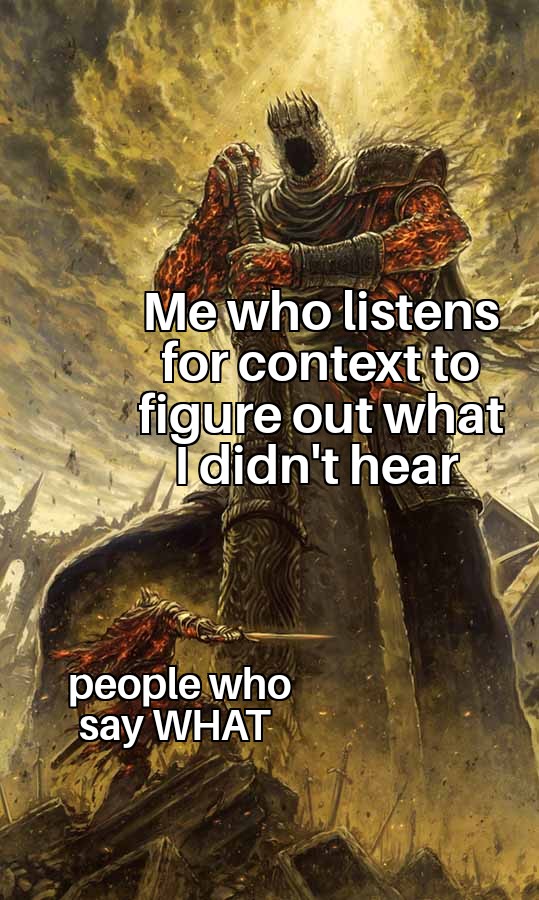 Me who listens
for context to
figure out what
I didn't hear
people who
say WHAT